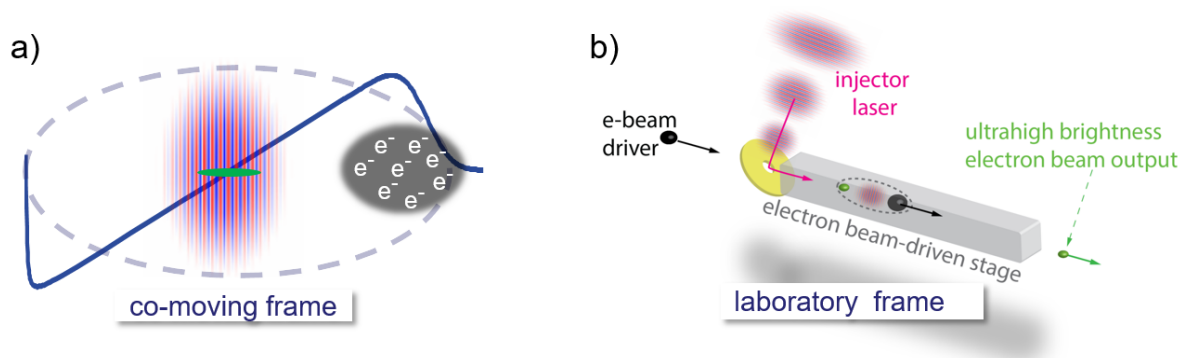 a)
e⁻
e⁻
e⁻
e⁻
e⁻
e⁻
e⁻
e⁻
e⁻
co-moving frame
b)
injector
laser
e-beam
driver
ultrahigh brightness
electron beam output
electron beam-driven stage
laboratory frame